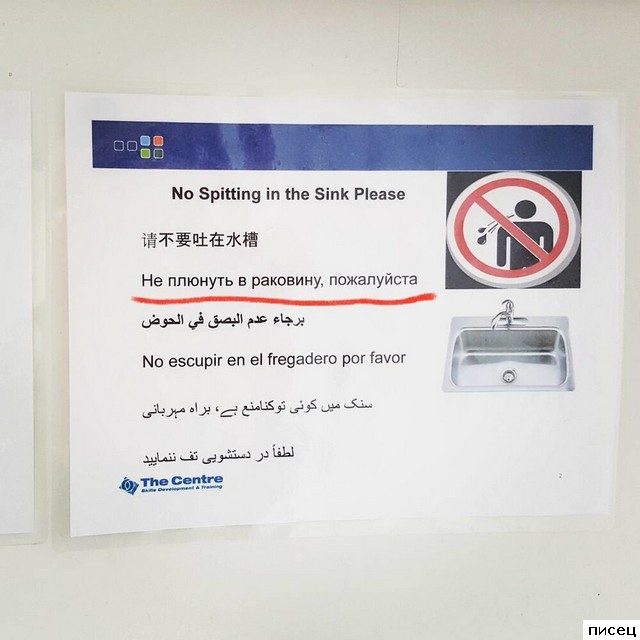 No Spitting in the Sink Please
请不要吐在水槽
Не плюнуть в раковину, пожалуйста
برجاء عدم البصق في الحوض
No escupir en el fregadero por favor
سنک میں کوئی توکنامنع ہے، براہ مہربانی
لطفاً در دستشویی تف ننمایید
The Centre
Skills Development & Training
2
писец